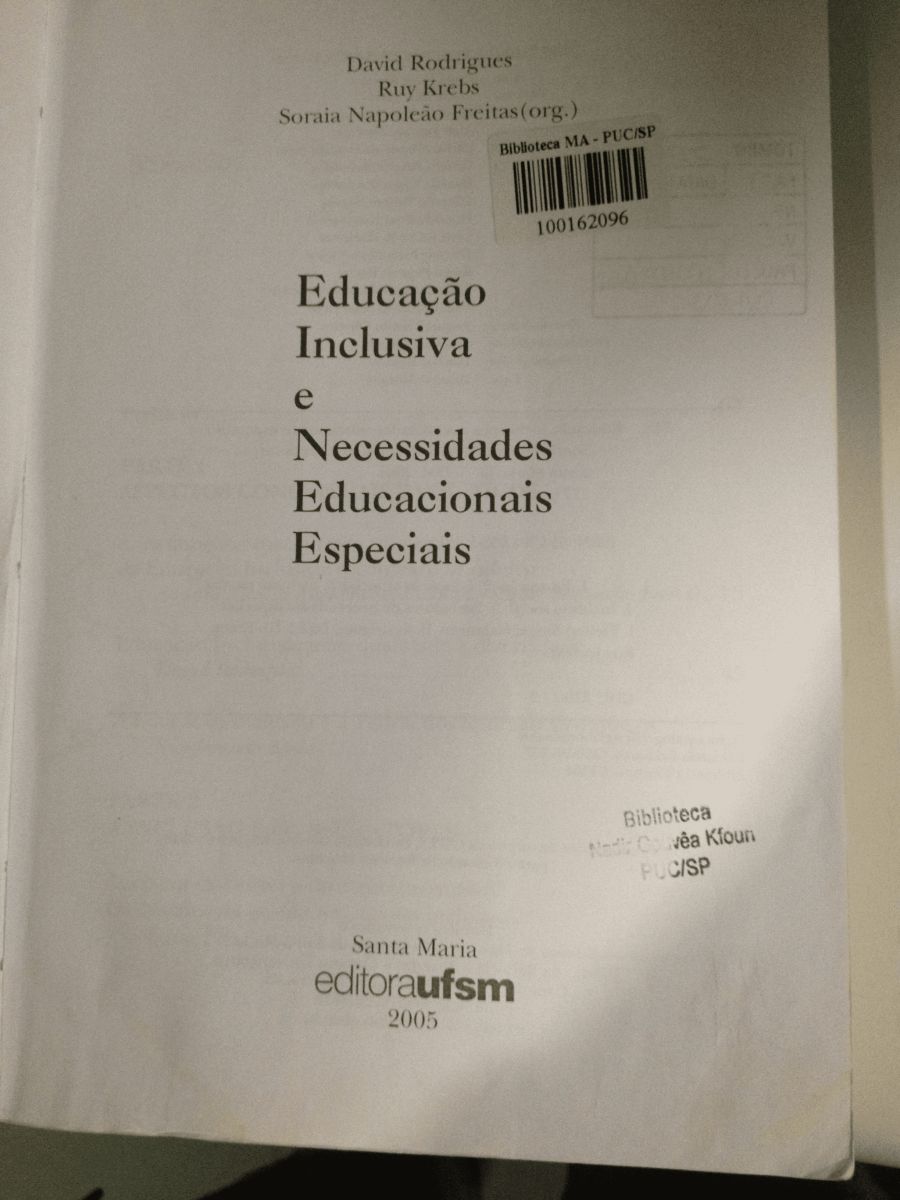 David Rodrigues
Ruy Krebs
Soraia Napoleão Freitas(org.)
Biblioteca MA - PUC/SP
100162096
Educação
Inclusiva
e
Necessidades
Educacionais
Especiais
Biblioteca
Kfouri
PUC/SP
Santa Maria
editoraufsm
2005